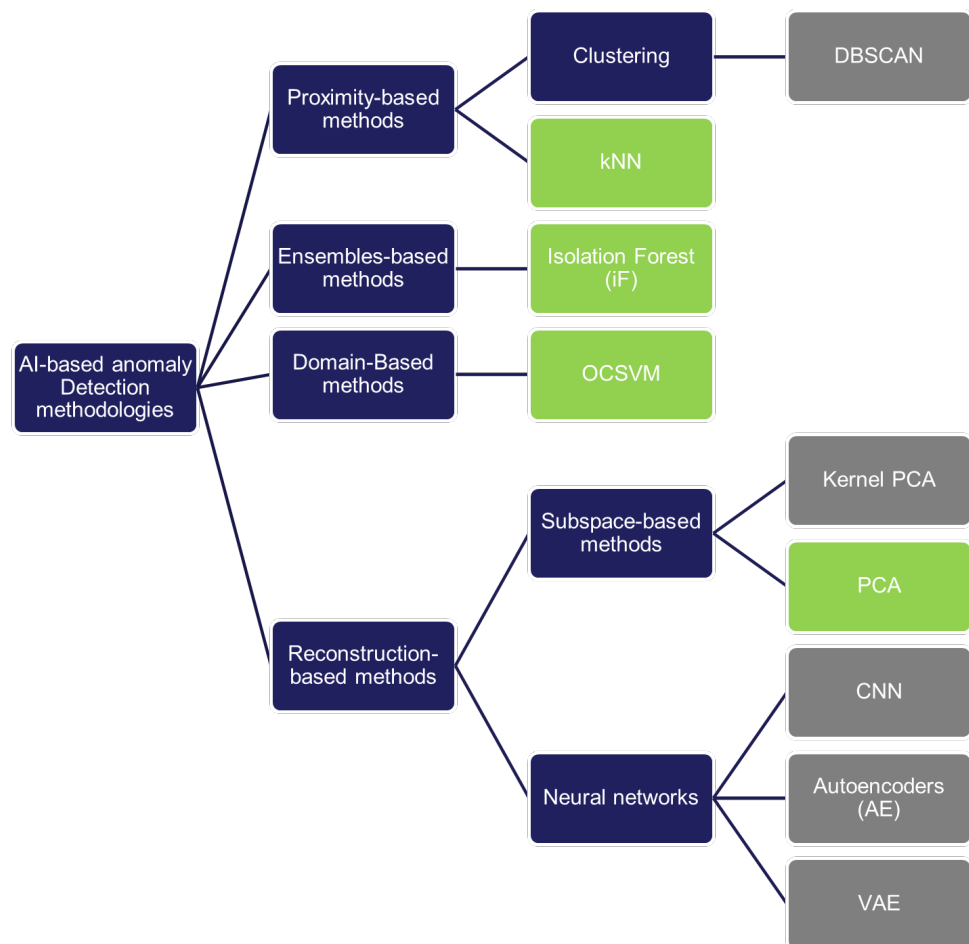 Clustering
DBSCAN
Proximity-based
methods
kNN
Ensembles-based
methods
Isolation Forest
(iF)
AI-based anomaly
Detection
methodologies
Domain-Based
methods
OCSVM
Kernel PCA
Subspace-based
methods
PCA
Reconstruction-
based methods
CNN
Neural networks
Autoencoders
(AE)
VAE